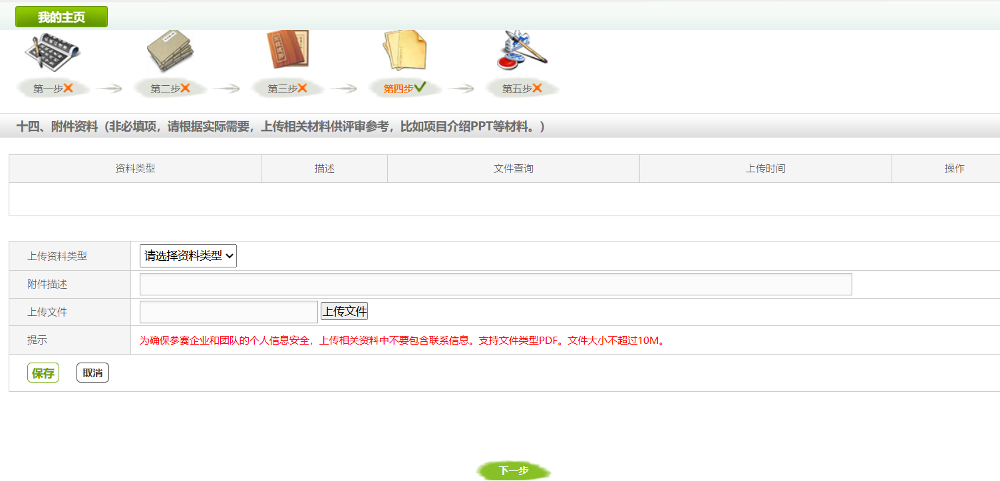 我的主页
第一步 第二步 第三步 第四步 第五步
十四、附件资料（非必填项，请根据实际需要，上传相关材料供评审参考，比如项目介绍PPT等材料。）
资料类型 描述 文件查询 上传时间 操作
上传资料类型 请选择资料类型
附件描述
上传文件 上传文件
提示 为确保参赛企业和团队的个人信息安全，上传相关资料中不要包含联系信息。支持文件类型PDF。文件大小不超过10M。
保存 取消
下一步